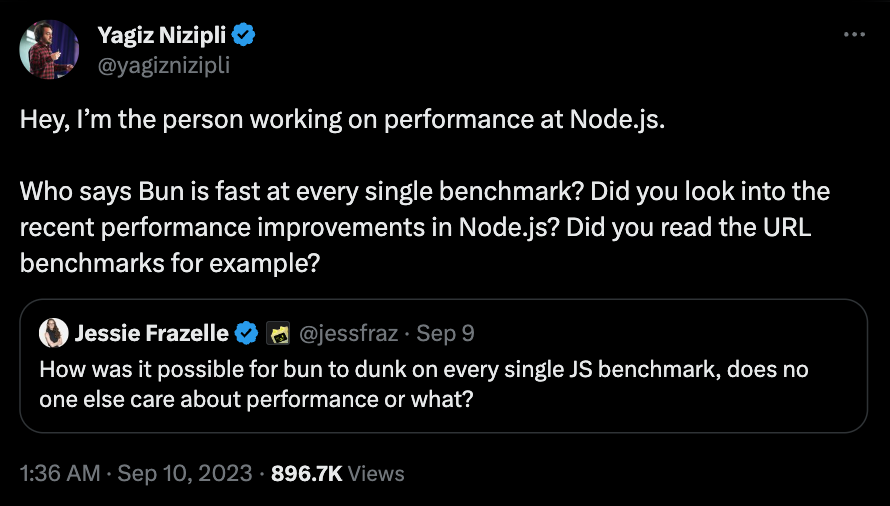 Yagiz Nizipli
@yagiznizipli
Hey, I’m the person working on performance at Node.js.
Who says Bun is fast at every single benchmark? Did you look into the
recent performance improvements in Node.js? Did you read the URL
benchmarks for example?
Jessie Frazelle @jessfraz · Sep 9
How was it possible for bun to dunk on every single JS benchmark, does no
one else care about performance or what?
1:36 AM · Sep 10, 2023 · 896.7K Views